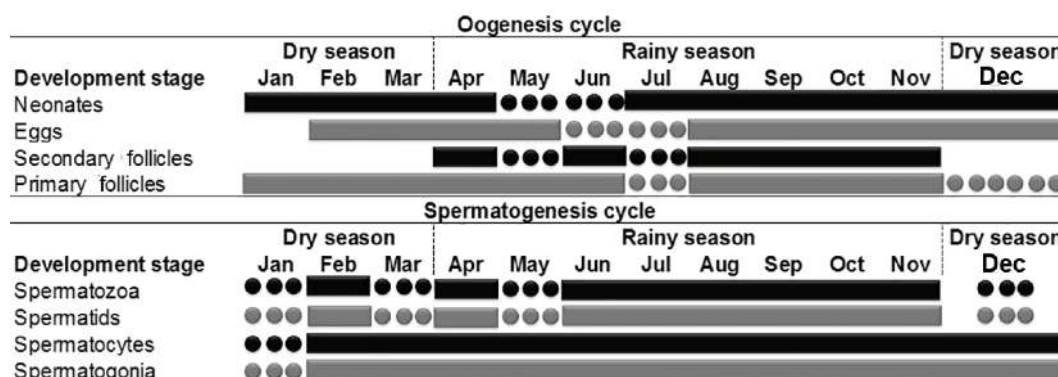 Oogenesis cycle
Dry season Rainy season Dry season
Development stage Jan Feb Mar Apr May Jun Jul Aug Sep Oct Nov Dec
Neonates
Eggs
Secondary follicles
Primary follicles
Spermatogenesis cycle
Dry season Rainy season Dry season
Development stage Jan Feb Mar Apr May Jun Jul Aug Sep Oct Nov Dec
Spermatozoa
Spermatids
Spermatocytes
Spermatogonia